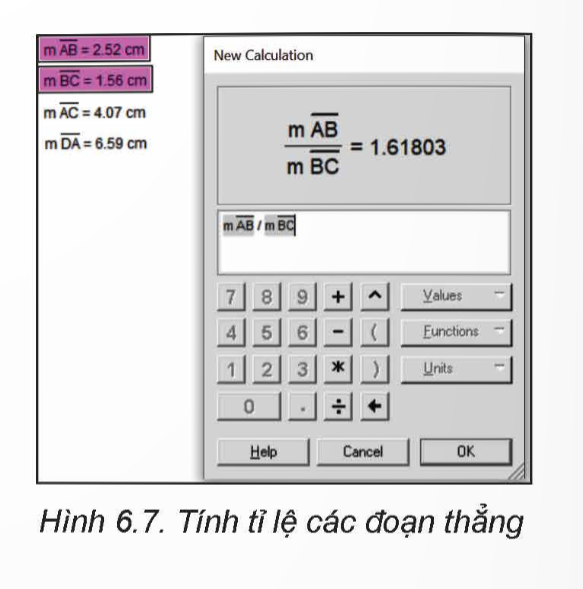 m AB = 2.52 cm
m BC = 1.56 cm
m AC = 4.07 cm
m DA = 6.59 cm
New Calculation
m AB
m BC
= 1.61803
m AB / m BC
7 8 9 + ^ Values
4 5 6 − ( Functions
1 2 3 * ) Units
0 . ÷ ←
Help Cancel OK
Hình 6.7. Tính tỉ lệ các đoạn thẳng